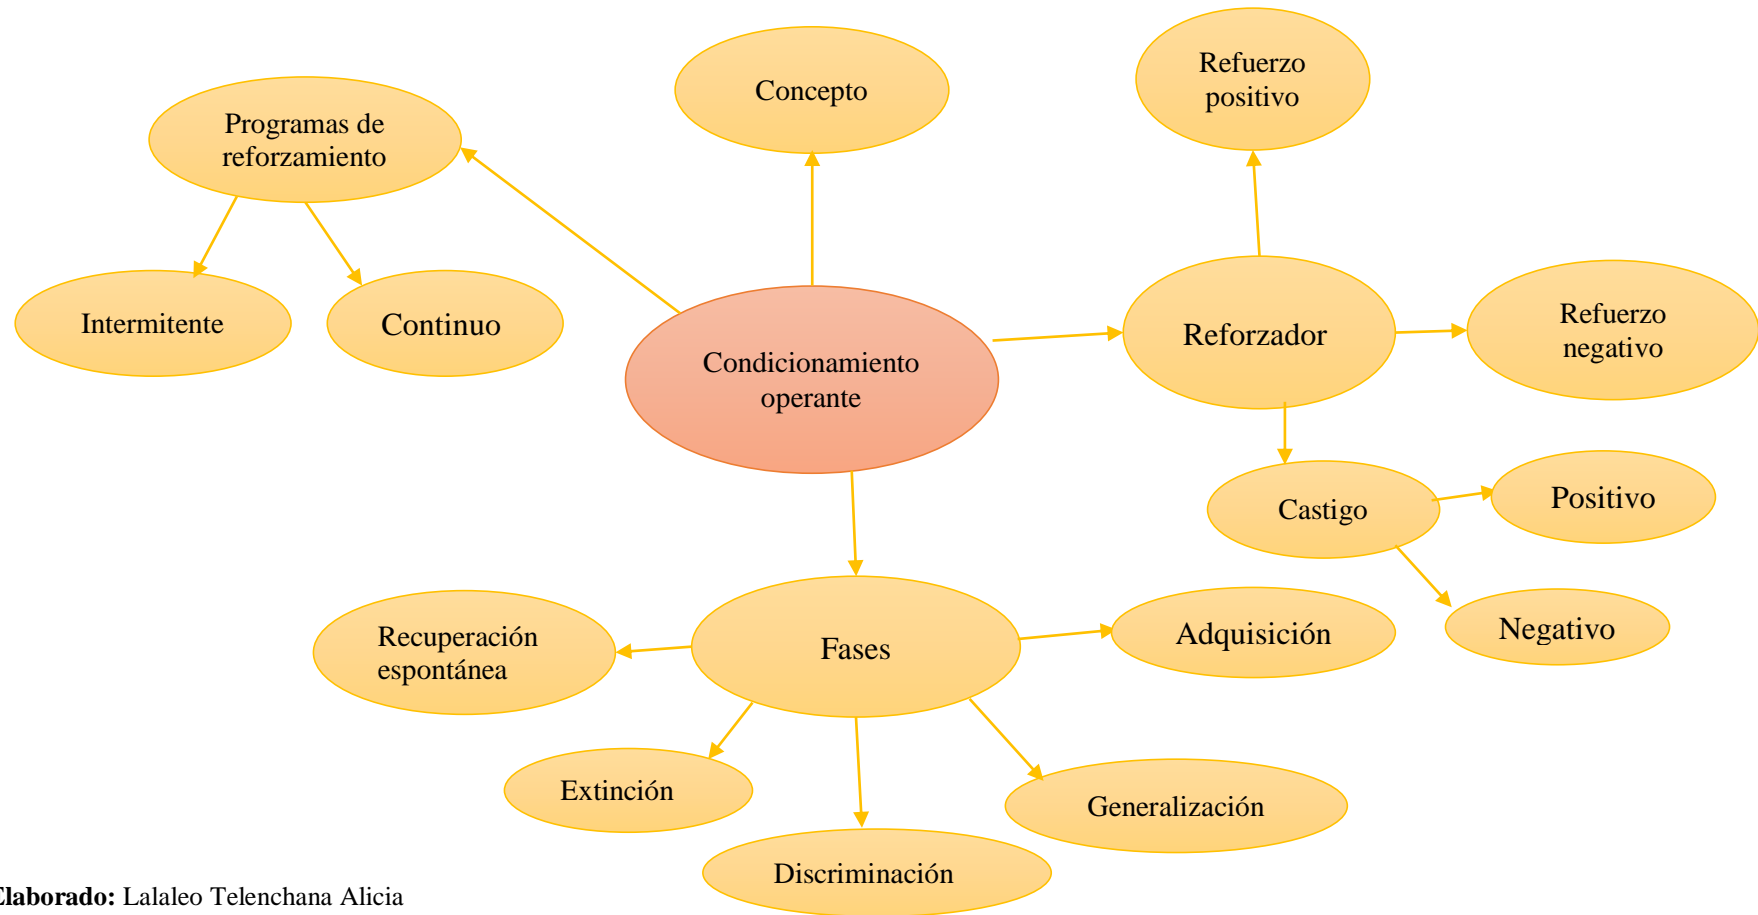 Concepto
Refuerzo
positivo
Programas de
reforzamiento
Intermitente
Continuo
Condicionamiento
operante
Reforzador
Refuerzo
negativo
Castigo
Positivo
Negativo
Fases
Adquisición
Recuperación
espontánea
Extinción
Generalización
Discriminación
Elaborado: Lalaleo Telenchana Alicia